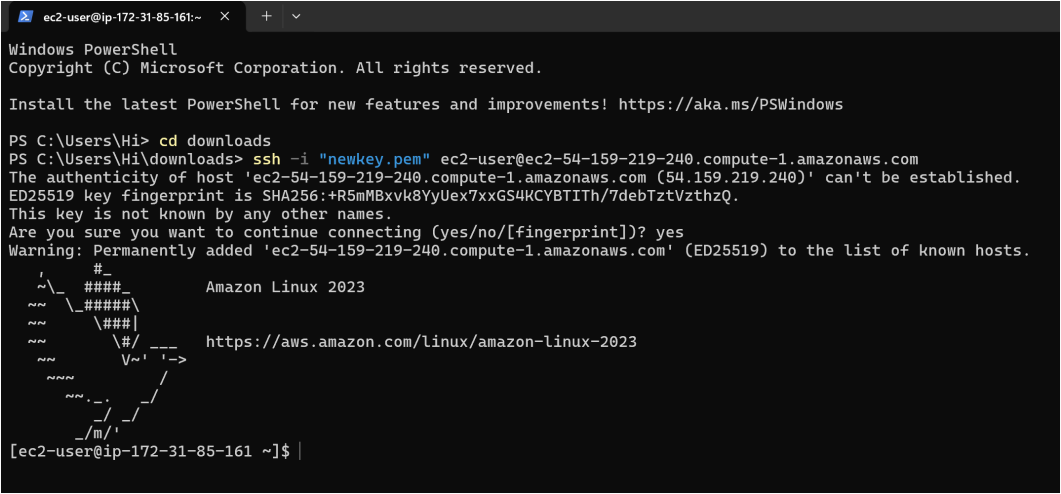 ec2-user@ip-172-31-85-161:~
Windows PowerShell
Copyright (C) Microsoft Corporation. All rights reserved.
Install the latest PowerShell for new features and improvements! https://aka.ms/PSWindows
PS C:\Users\Hi> cd downloads
PS C:\Users\Hi\downloads> ssh -i "newkey.pem" ec2-user@ec2-54-159-219-240.compute-1.amazonaws.com
The authenticity of host 'ec2-54-159-219-240.compute-1.amazonaws.com (54.159.219.240)' can't be established.
ED25519 key fingerprint is SHA256:+R5mMBxvk8YyUex7xxGS4KCYBTITh/7debTztVzthzQ.
This key is not known by any other names.
Are you sure you want to continue connecting (yes/no/[fingerprint])? yes
Warning: Permanently added 'ec2-54-159-219-240.compute-1.amazonaws.com' (ED25519) to the list of known hosts.
   ,     #_
   ~\_  ####_        Amazon Linux 2023
  ~~  \_#####\
  ~~     \###|
  ~~       \#/ ___   https://aws.amazon.com/linux/amazon-linux-2023
   ~~       V~' '->
    ~~~         /
      ~~._.   _/
         _/ _/
       _/m/'
[ec2-user@ip-172-31-85-161 ~]$